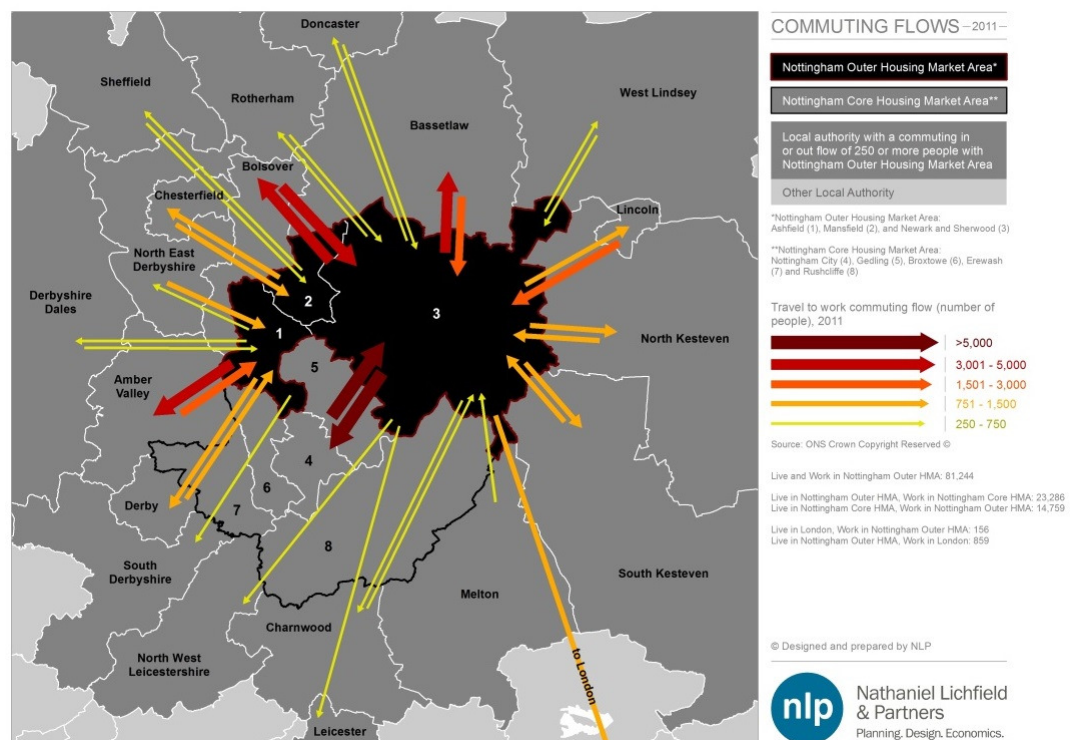 Doncaster
Sheffield
Rotherham
West Lindsey
Bassetlaw
Bolsover
Chesterfield
Lincoln
North East
Derbyshire
Derbyshire
Dales
2
3
1
North Kesteven
5
Amber
Valley
4
6
Derby
7
8
South
Derbyshire
South Kesteven
Melton
Charnwood
North West
Leicestershire
to London
Leicester
COMMUTING FLOWS –2011–
Nottingham Outer Housing Market Area*
Nottingham Core Housing Market Area**
Local authority with a commuting in
or out flow of 250 or more people with
Nottingham Outer Housing Market Area
Other Local Authority
*Nottingham Outer Housing Market Area:
Ashfield (1), Mansfield (2), and Newark and Sherwood (3)
**Nottingham Core Housing Market Area:
Nottingham City (4), Gedling (5), Broxtowe (6), Erewash
(7) and Rushcliffe (8)
Travel to work commuting flow (number of
people), 2011
>5,000
3,001 - 5,000
1,501 - 3,000
751 - 1,500
250 - 750
Source: ONS Crown Copyright Reserved ©
Live and Work in Nottingham Outer HMA: 81,244
Live in Nottingham Outer HMA, Work in Nottingham Core HMA: 23,286
Live in Nottingham Core HMA, Work in Nottingham Outer HMA: 14,759
Live in London, Work in Nottingham Outer HMA: 156
Live in Nottingham Outer HMA, Work in London: 859
© Designed and prepared by NLP
nlp
Nathaniel Lichfield
& Partners
Planning. Design. Economics.